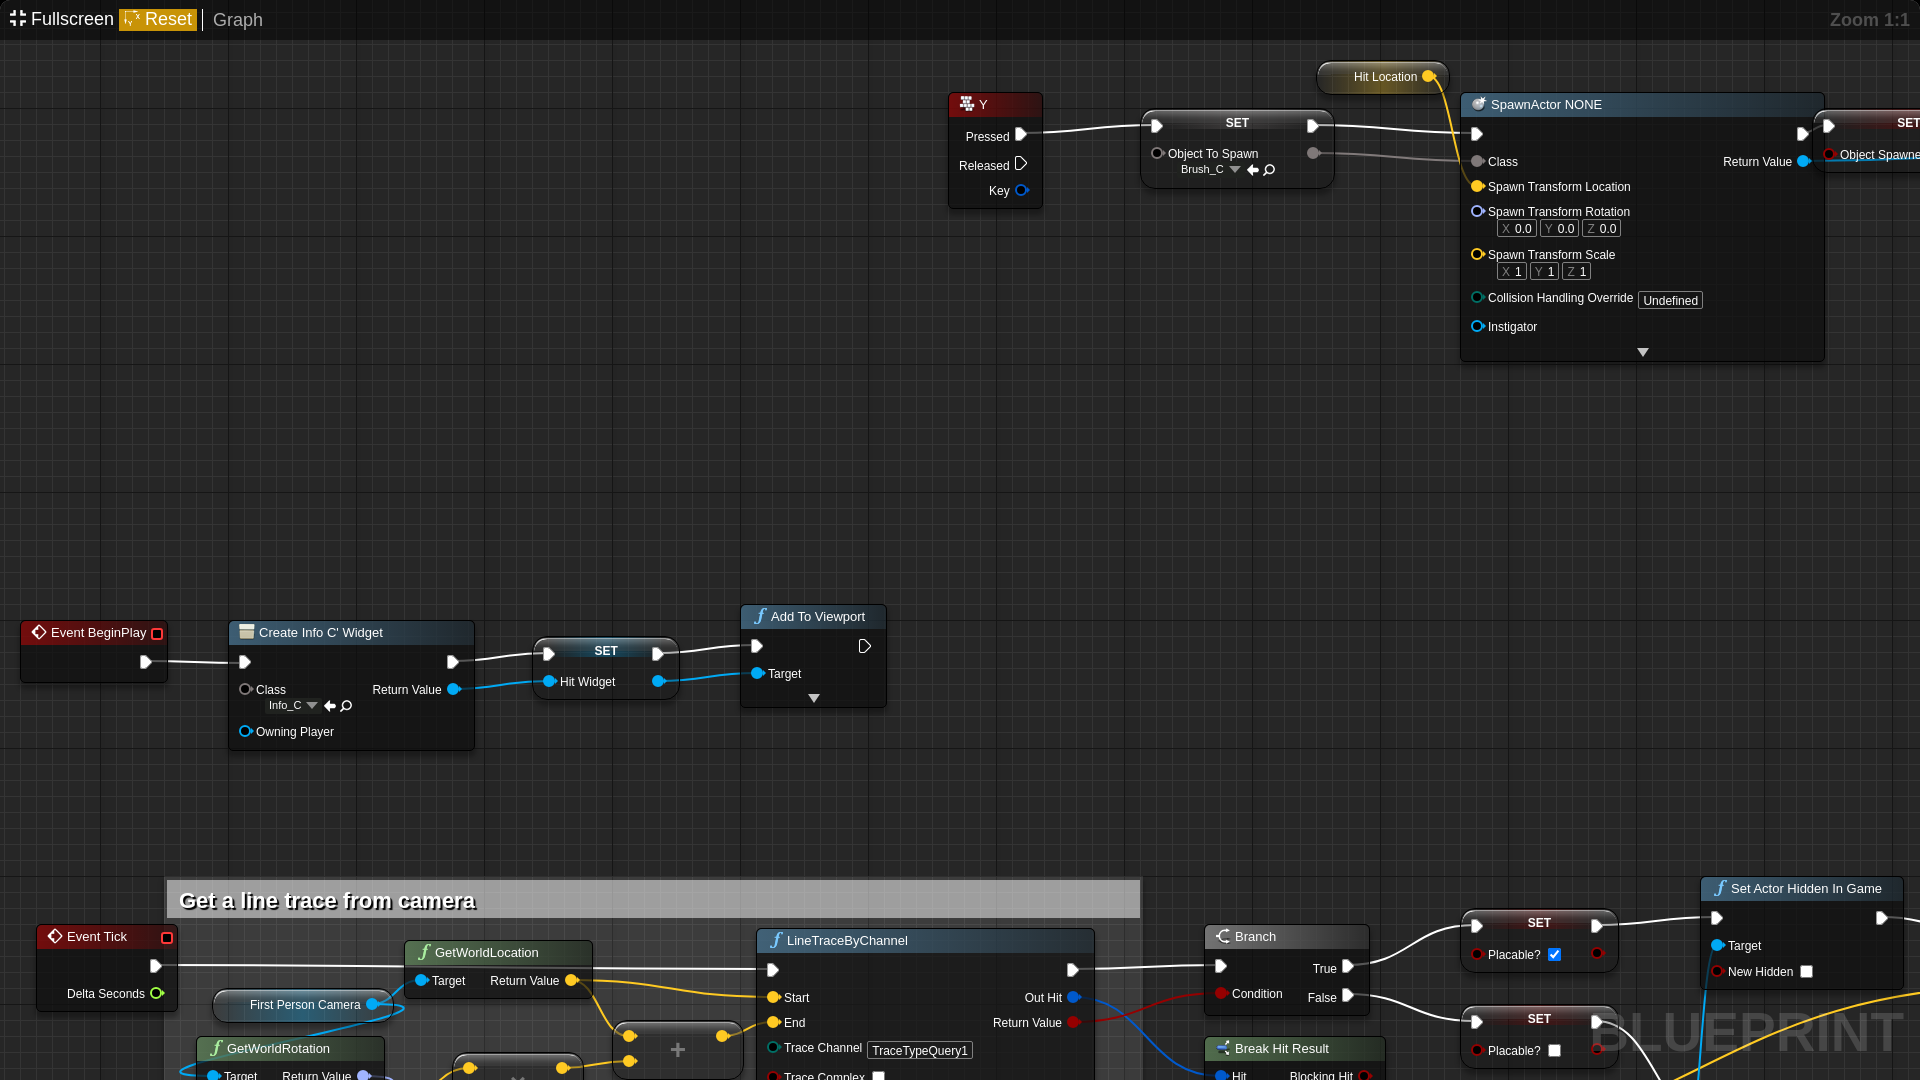 Fullscreen Reset Graph
Zoom 1:1
Hit Location
Y
Pressed
Released
Key
SET
Object To Spawn
Brush_C
SpawnActor NONE
Class
Return Value
Spawn Transform Location
Spawn Transform Rotation
X 0.0 Y 0.0 Z 0.0
Spawn Transform Scale
X 1 Y 1 Z 1
Collision Handling Override Undefined
Instigator
SET
Object Spawne
Event BeginPlay
Create Info C' Widget
Class
Return Value
Info_C
Owning Player
SET
Hit Widget
Add To Viewport
Target
Get a line trace from camera
Event Tick
Delta Seconds
First Person Camera
GetWorldLocation
Target Return Value
GetWorldRotation
Target Return Value
+
LineTraceByChannel
Start
Out Hit
End
Return Value
Trace Channel TraceTypeQuery1
Trace Complex
Branch
True
Condition
False
Break Hit Result
Hit Blocking Hit
SET
Placable?
SET
Placable?
Set Actor Hidden In Game
Target
New Hidden
BLUEPRINT